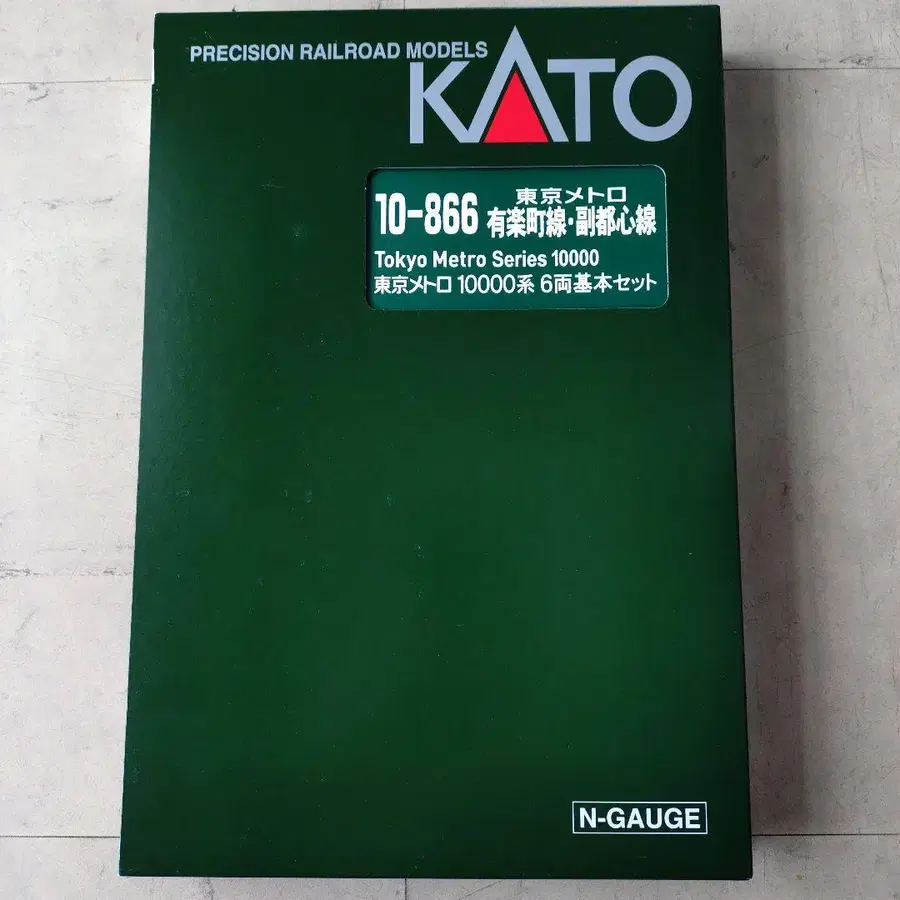 PRECISION RAILROAD MODELS
KATO
10-866
東京メトロ
有楽町線・副都心線
Tokyo Metro Series 10000
東京メトロ 10000系 6両基本セット
N-GAUGE